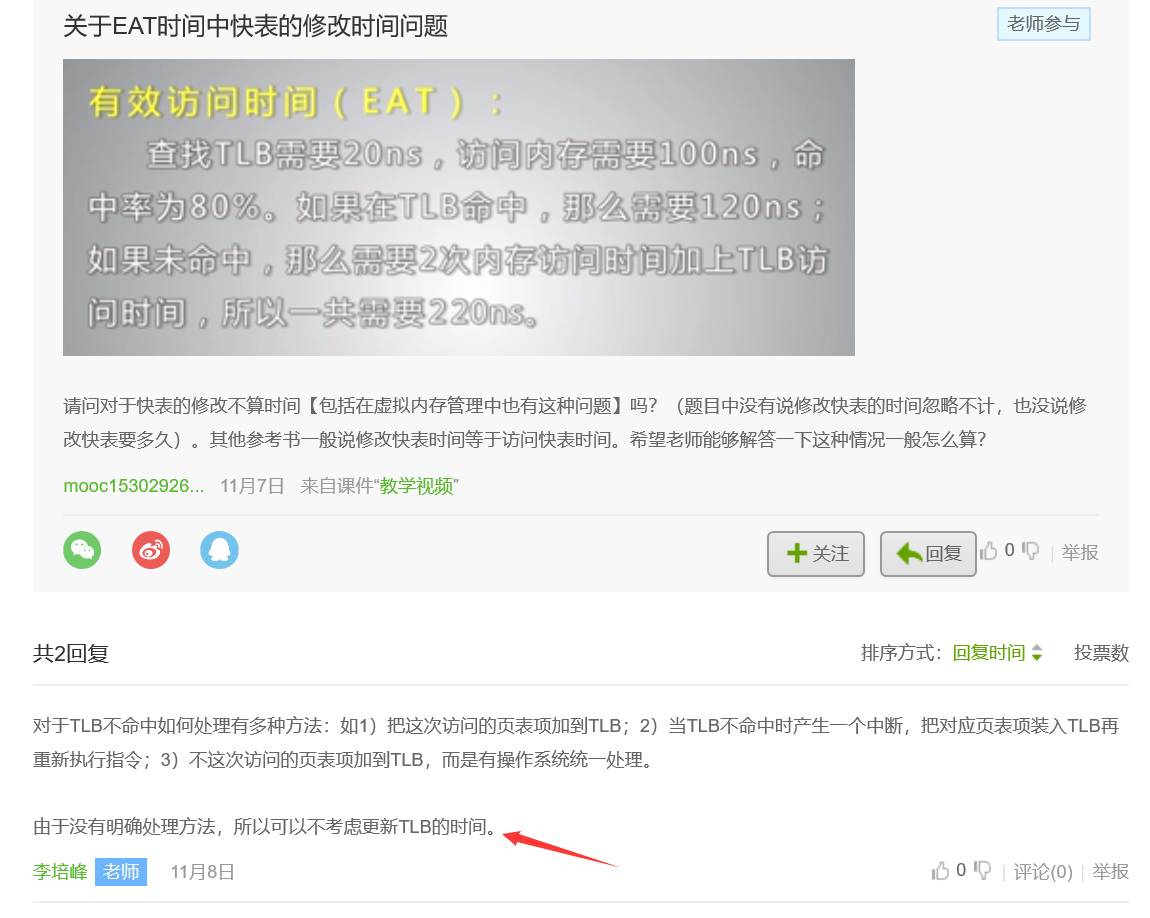 关于EAT时间中快表的修改时间问题
老师参与
有效访问时间（EAT）：
查找TLB需要20ns，访问内存需要100ns，命
中率为80%。如果在TLB命中，那么需要120ns；
如果未命中，那么需要2次内存访问时间加上TLB访
问时间，所以一共需要220ns。
请问对于快表的修改不算时间【包括在虚拟内存管理中也有这种问题】吗？（题目中没有说修改快表的时间忽略不计，也没说修
改快表要多久）。其他参考书一般说修改快表时间等于访问快表时间。希望老师能够解答一下这种情况一般怎么算？
mooc15302926... 11月7日 来自课件“教学视频”
关注 回复 0 | 举报
共2回复
排序方式： 回复时间 投票数
对于TLB不命中如何处理有多种方法：如1）把这次访问的页表项加到TLB；2）当TLB不命中时产生一个中断，把对应页表项装入TLB再
重新执行指令；3）不这次访问的页表项加到TLB，而是有操作系统统一处理。
由于没有明确处理方法，所以可以不考虑更新TLB的时间。
李培峰 老师 11月8日
0 | 评论(0) | 举报